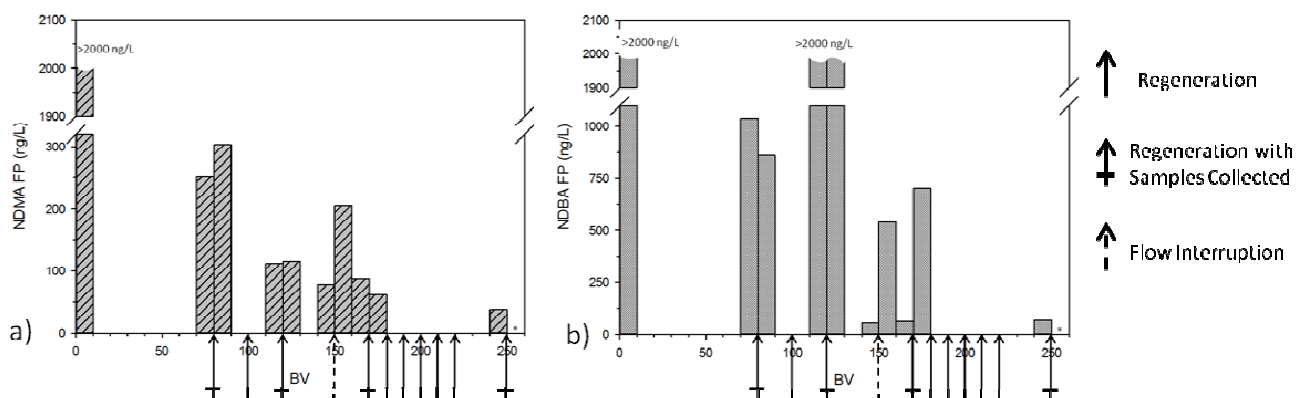 2100
>2000 ng/L
2000
1900
300
200
100
0
NDMA FP (ng/L)
0 50 100 150 200 250
BV
*
a)
2100
>2000 ng/L >2000 ng/L
2000
1900
1000
750
500
250
0
NDBA FP (ng/L)
0 50 100 150 200 250
BV
*
b)
Regeneration
Regeneration with
Samples Collected
Flow Interruption